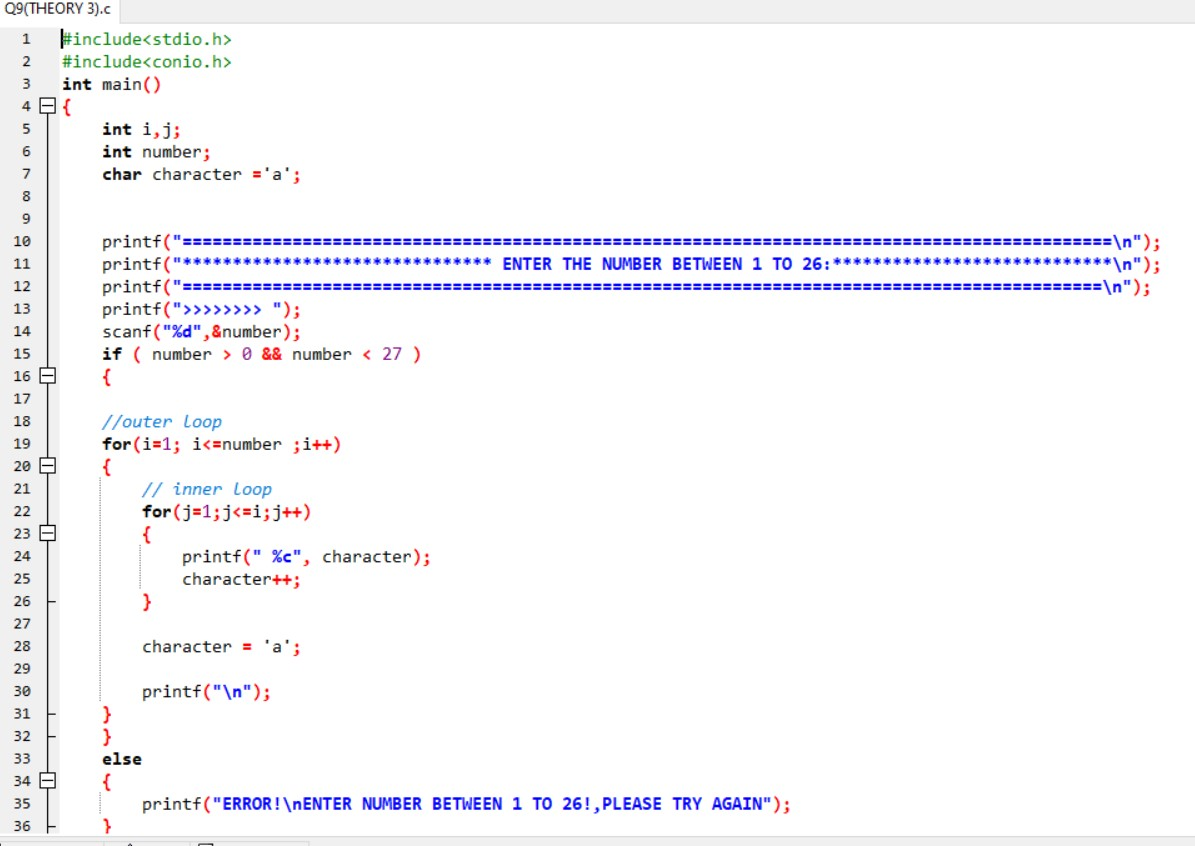 Q9(THEORY 3).c
1 #include<stdio.h>
2 #include<conio.h>
3 int main()
4 {
5 int i,j;
6 int number;
7 char character ='a';
8
9
10 printf("=============================================================================================\n");
11 printf("******************************* ENTER THE NUMBER BETWEEN 1 TO 26:****************************\n");
12 printf("============================================================================================\n");
13 printf(">>>>>>>> ");
14 scanf("%d",&number);
15 if ( number > 0 && number < 27 )
16 {
17
18 //outer loop
19 for(i=1; i<=number ;i++)
20 {
21 // inner loop
22 for(j=1;j<=i;j++)
23 {
24 printf(" %c", character);
25 character++;
26 }
27
28 character = 'a';
29
30 printf("\n");
31 }
32 }
33 else
34 {
35 printf("ERROR!\nENTER NUMBER BETWEEN 1 TO 26!,PLEASE TRY AGAIN");
36 }